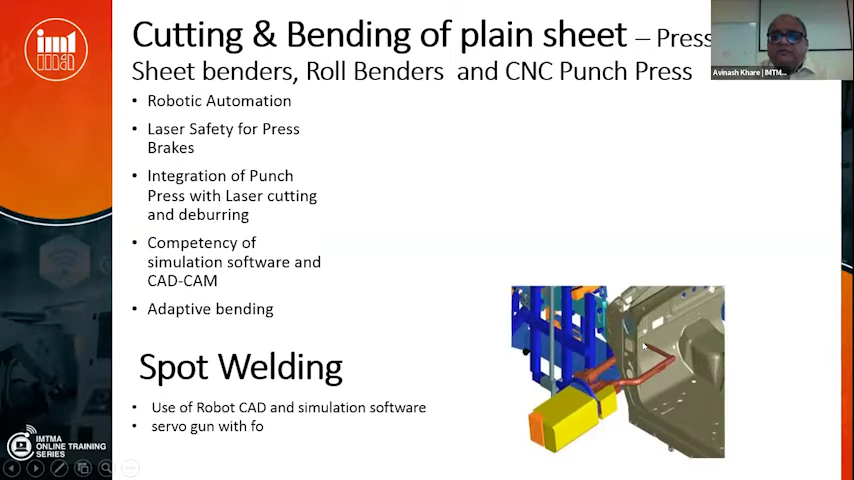 imt
ma
Cutting & Bending of plain sheet – Press
Sheet benders, Roll Benders and CNC Punch Press
Avinash Khare | IMTM...
• Robotic Automation
• Laser Safety for Press
Brakes
• Integration of Punch
Press with Laser cutting
and deburring
• Competency of
simulation software and
CAD-CAM
• Adaptive bending
Spot Welding
• Use of Robot CAD and simulation software
• servo gun with fo
IMTMA
ONLINE TRAINING
SERIES